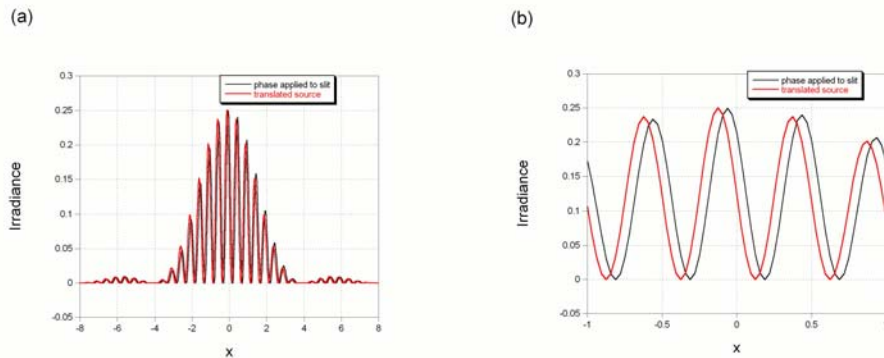 (a)
(b)
phase applied to slit
translated source
0.3
0.25
0.2
0.15
0.1
0.05
0
-0.05
Irradiance
-8 -6 -4 -2 0 2 4 6 8
x
phase applied to slit
translated source
0.3
0.25
0.2
0.15
0.1
0.05
0
-0.05
Irradiance
-1 -0.5 0 0.5
x